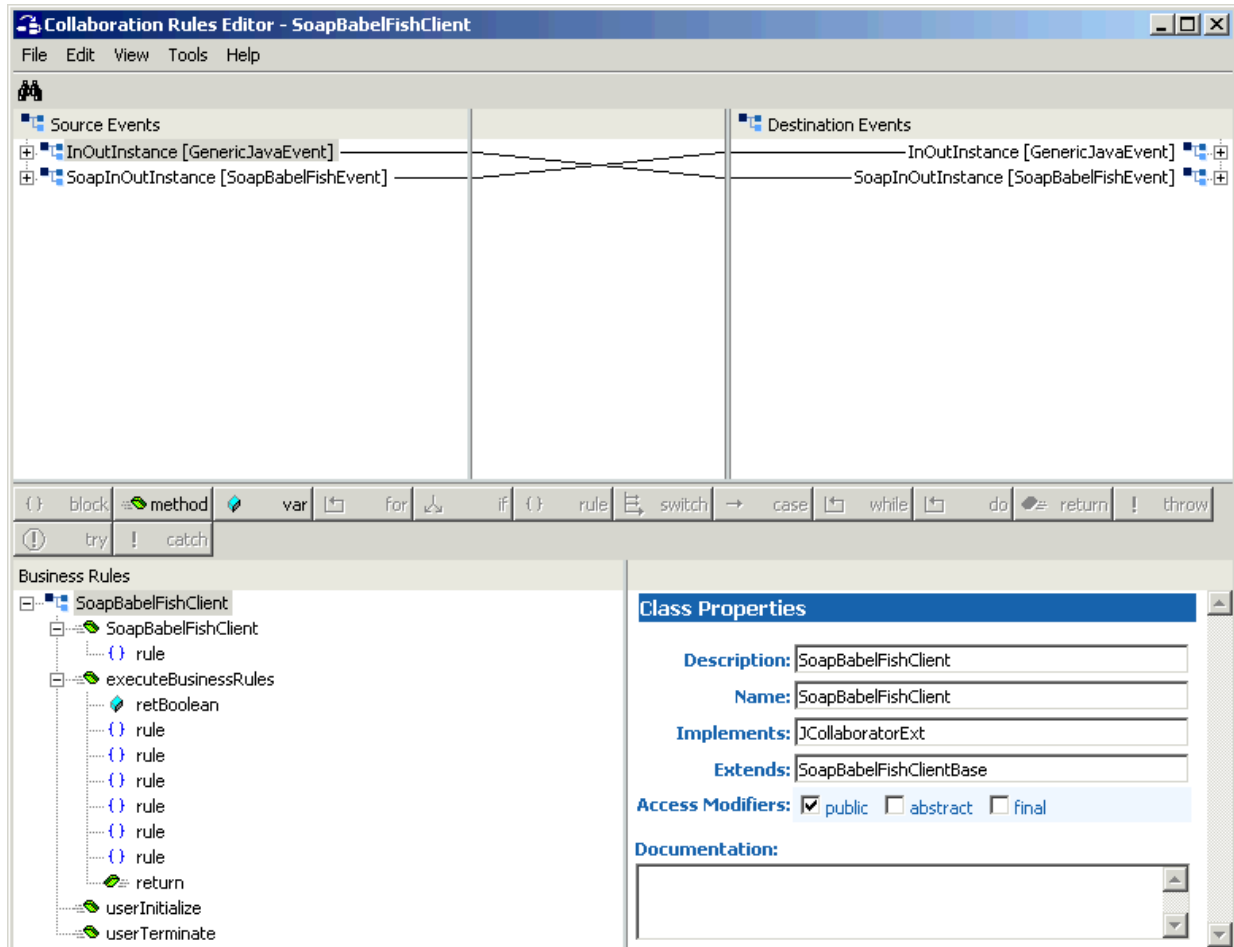 Collaboration Rules Editor - SoapBabelFishClient
File Edit View Tools Help
Source Events
Destination Events
InOutInstance [GenericJavaEvent]
InOutInstance [GenericJavaEvent]
SoapInOutInstance [SoapBabelFishEvent]
SoapInOutInstance [SoapBabelFishEvent]
{} block method var for if {} rule switch case while do return ! throw
try ! catch
Business Rules
SoapBabelFishClient
SoapBabelFishClient
{} rule
executeBusinessRules
retBoolean
{} rule
{} rule
{} rule
{} rule
{} rule
{} rule
return
userInitialize
userTerminate
Class Properties
Description: SoapBabelFishClient
Name: SoapBabelFishClient
Implements: JCollaboratorExt
Extends: SoapBabelFishClientBase
Access Modifiers: public abstract final
Documentation: